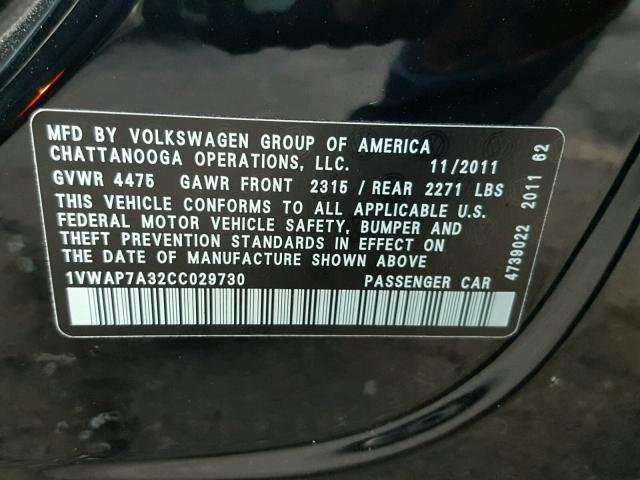 MFD BY VOLKSWAGEN GROUP OF AMERICA
CHATTANOOGA OPERATIONS, LLC. 11/2011
GVWR 4475 GAWR FRONT 2315 / REAR 2271 LBS
THIS VEHICLE CONFORMS TO ALL APPLICABLE U.S.
FEDERAL MOTOR VEHICLE SAFETY, BUMPER AND
THEFT PREVENTION STANDARDS IN EFFECT ON
THE DATE OF MANUFACTURE SHOWN ABOVE
1VWAP7A32CC029730 PASSENGER CAR
4739022 2011 62